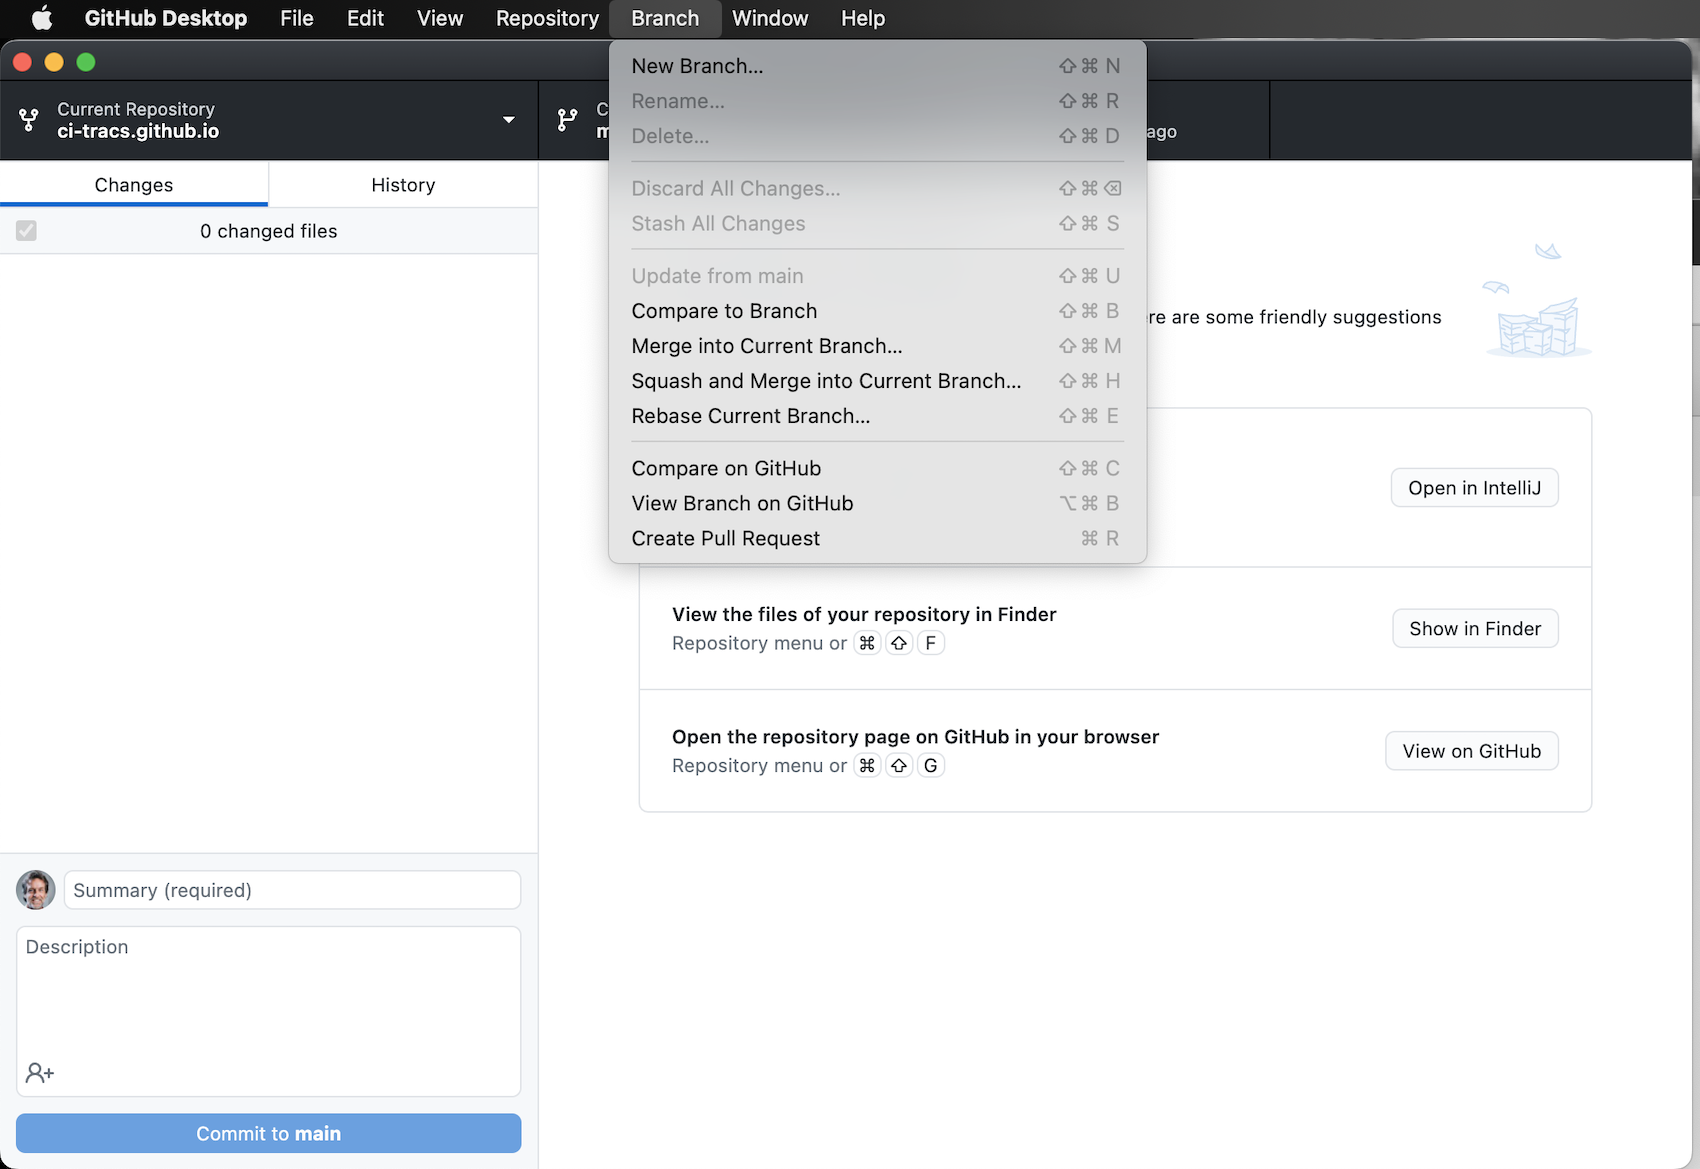 GitHub Desktop File Edit View Repository Branch Window Help
Current Repository
ci-tracs.github.io
ago
Changes History
0 changed files
New Branch... ⇧⌘ N
Rename... ⇧⌘ R
Delete... ⇧⌘ D
Discard All Changes... ⇧⌘⌫
Stash All Changes ⇧⌘ S
Update from main ⇧⌘ U
Compare to Branch ⇧⌘ B
Merge into Current Branch... ⇧⌘ M
Squash and Merge into Current Branch... ⇧⌘ H
Rebase Current Branch... ⇧⌘ E
Compare on GitHub ⇧⌘ C
View Branch on GitHub ⌥⌘ B
Create Pull Request ⌘ R
re are some friendly suggestions
Open in IntelliJ
View the files of your repository in Finder
Repository menu or ⌘ ⇧ F
Show in Finder
Open the repository page on GitHub in your browser
Repository menu or ⌘ ⇧ G
View on GitHub
Summary (required)
Description
Commit to main